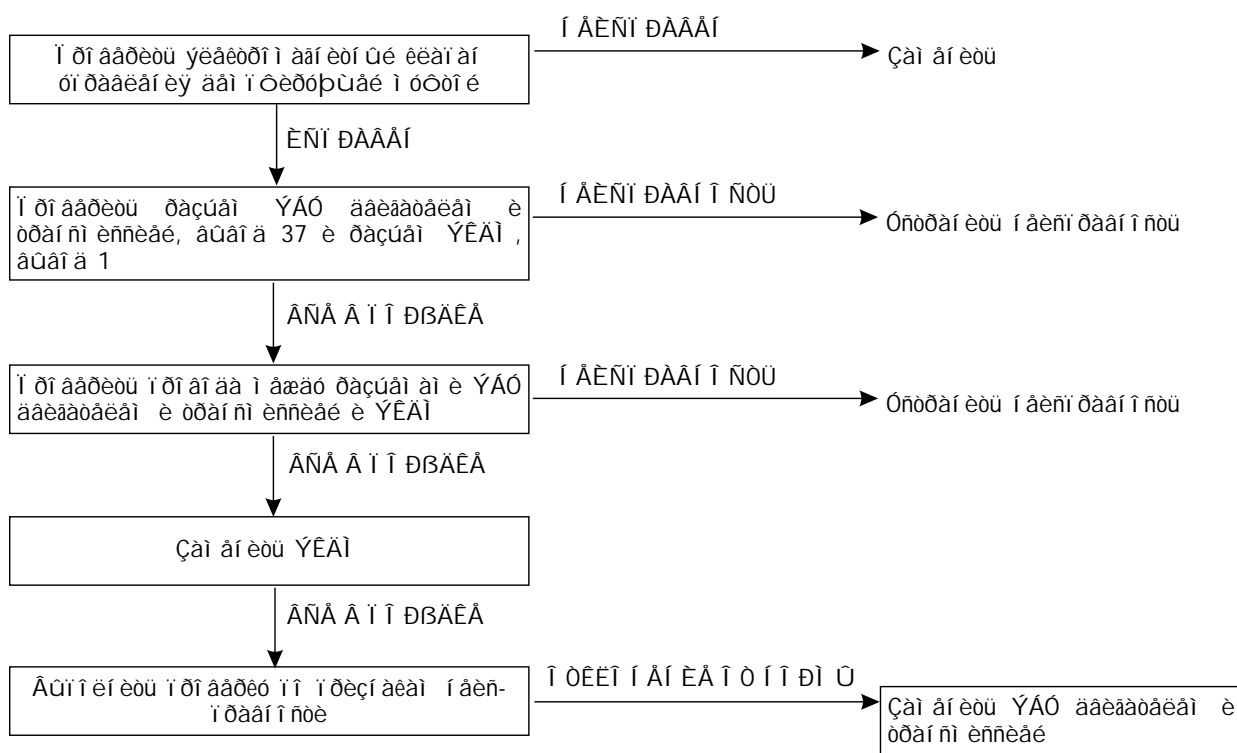 Ï ðî âåðèòü ýëåêòðî ì àãí èòí ûé êëàï àí
óï ðàâëåí èÿ äåì ï ôèðóþùåé ì óôòî é
Í ÅÈÑÏ ÐÀÂÅÍ
Çàì åí èòü
ÈÑÏ ÐÀÂÅÍ
Ï ðî âåðèòü ðàçúåì ÝÁÓ äâèãàòåëåì è
òðàí ñì èññèåé, âûâî ä 37 è ðàçúåì ÝÊÄÌ ,
âûâî ä 1
Í ÅÈÑÏ ÐÀÂÍ Î ÑÒÜ
Óñòðàí èòü í åèñï ðàâí î ñòü
ÂÑÅ Â Ï Î ÐßÄÊÅ
Ï ðî âåðèòü ï ðî âî äà ì åæäó ðàçúåì àì è ÝÁÓ
äâèãàòåëåì è òðàí ñì èññèåé è ÝÊÄÌ
Í ÅÈÑÏ ÐÀÂÍ Î ÑÒÜ
Óñòðàí èòü í åèñï ðàâí î ñòü
ÂÑÅ Â Ï Î ÐßÄÊÅ
Çàì åí èòü ÝÊÄÌ
ÂÑÅ Â Ï Î ÐßÄÊÅ
Âûï î ëí èòü ï ðî âåðêó ï î ï ðèçí àêàì í åèñ-
ï ðàâí î ñòè
Î ÒÊËÎ Í ÅÍ ÈÅ Î Ò Í Î ÐÌ Û
Çàì åí èòü ÝÁÓ äâèãàòåëåì è
òðàí ñì èññèåé